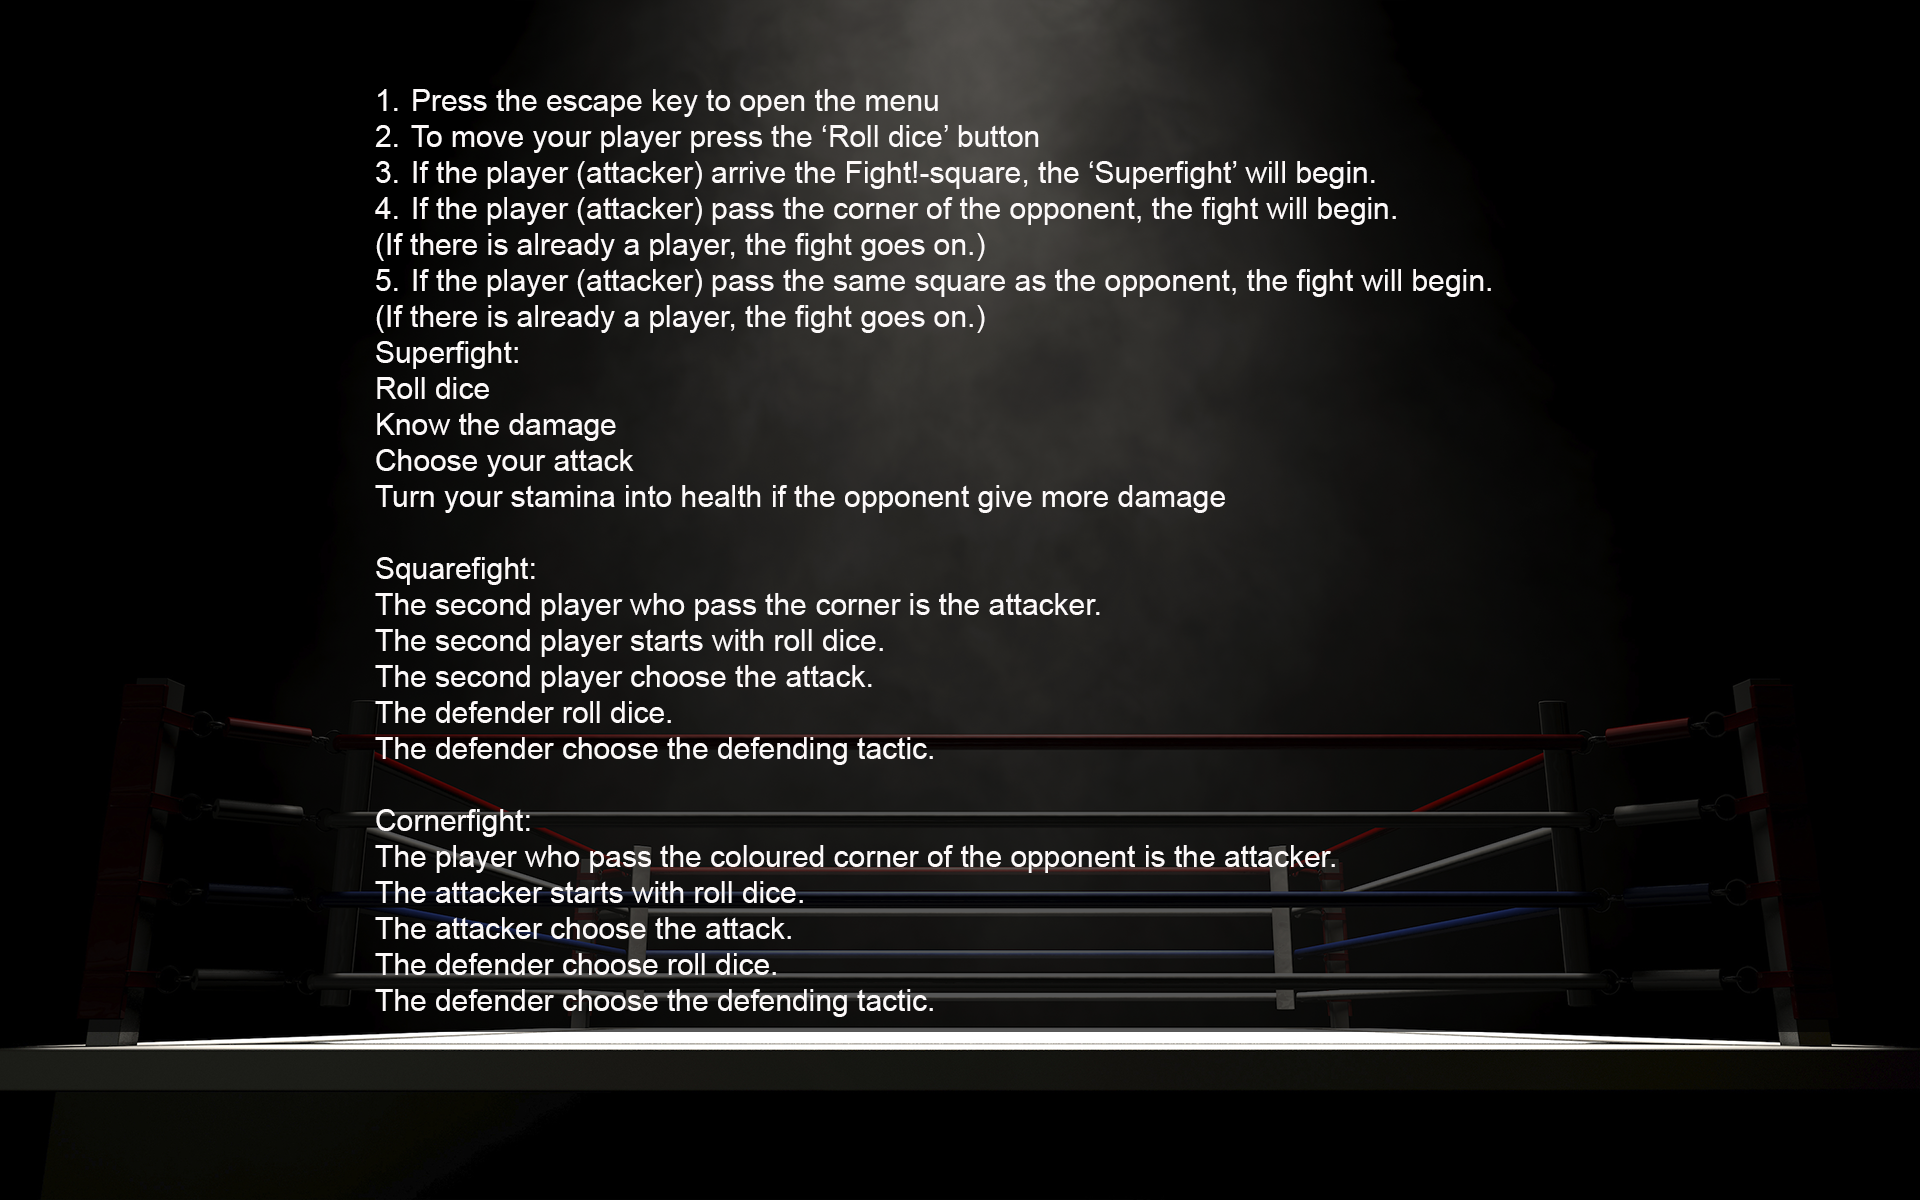 1. Press the escape key to open the menu
2. To move your player press the ‘Roll dice’ button
3. If the player (attacker) arrive the Fight!-square, the ‘Superfight’ will begin.
4. If the player (attacker) pass the corner of the opponent, the fight will begin.
(If there is already a player, the fight goes on.)
5. If the player (attacker) pass the same square as the opponent, the fight will begin.
(If there is already a player, the fight goes on.)
Superfight:
Roll dice
Know the damage
Choose your attack
Turn your stamina into health if the opponent give more damage
Squarefight:
The second player who pass the corner is the attacker.
The second player starts with roll dice.
The second player choose the attack.
The defender roll dice.
The defender choose the defending tactic.
Cornerfight:
The player who pass the coloured corner of the opponent is the attacker.
The attacker starts with roll dice.
The attacker choose the attack.
The defender choose roll dice.
The defender choose the defending tactic.